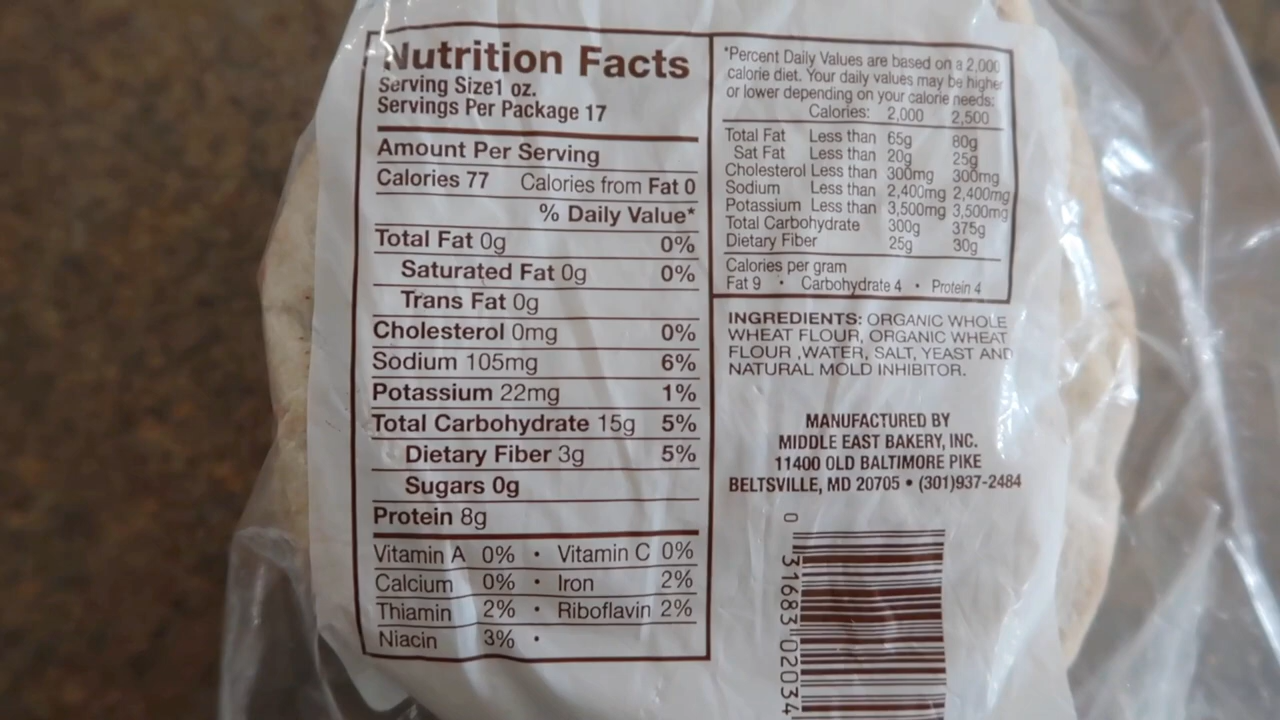 Nutrition Facts
Serving Size1 oz.
Servings Per Package 17
Amount Per Serving
Calories 77 Calories from Fat 0
% Daily Value*
Total Fat 0g 0%
Saturated Fat 0g 0%
Trans Fat 0g
Cholesterol 0mg 0%
Sodium 105mg 6%
Potassium 22mg 1%
Total Carbohydrate 15g 5%
Dietary Fiber 3g 5%
Sugars 0g
Protein 8g
Vitamin A 0% • Vitamin C 0%
Calcium 0% • Iron 2%
Thiamin 2% • Riboflavin 2%
Niacin 3% •
*Percent Daily Values are based on a 2,000
calorie diet. Your daily values may be higher
or lower depending on your calorie needs:
Calories: 2,000 2,500
Total Fat Less than 65g 80g
Sat Fat Less than 20g 25g
Cholesterol Less than 300mg 300mg
Sodium Less than 2,400mg 2,400mg
Potassium Less than 3,500mg 3,500mg
Total Carbohydrate 300g 375g
Dietary Fiber 25g 30g
Calories per gram
Fat 9 • Carbohydrate 4 • Protein 4
INGREDIENTS: ORGANIC WHOLE
WHEAT FLOUR, ORGANIC WHEAT
FLOUR ,WATER, SALT, YEAST AND
NATURAL MOLD INHIBITOR.
MANUFACTURED BY
MIDDLE EAST BAKERY, INC.
11400 OLD BALTIMORE PIKE
BELTSVILLE, MD 20705 • (301)937-2484
0 31683 02034